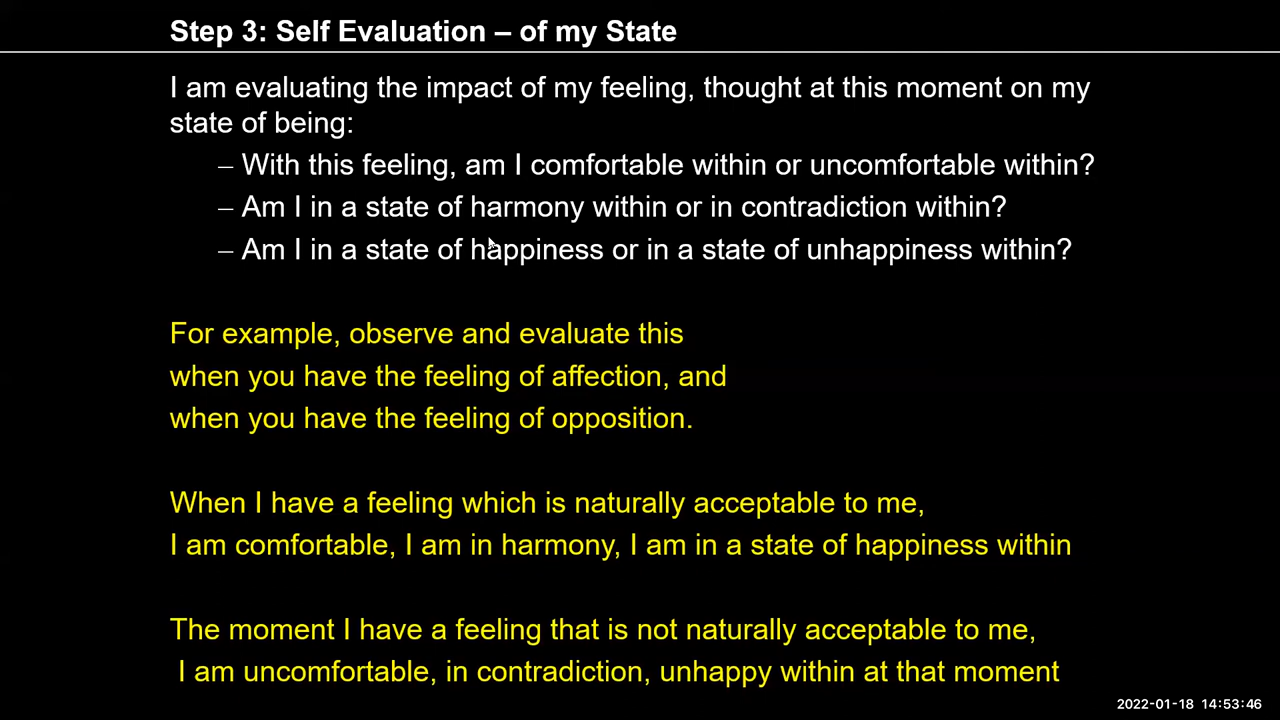 Step 3: Self Evaluation – of my State
I am evaluating the impact of my feeling, thought at this moment on my
state of being:
– With this feeling, am I comfortable within or uncomfortable within?
– Am I in a state of harmony within or in contradiction within?
– Am I in a state of happiness or in a state of unhappiness within?
For example, observe and evaluate this
when you have the feeling of affection, and
when you have the feeling of opposition.
When I have a feeling which is naturally acceptable to me,
I am comfortable, I am in harmony, I am in a state of happiness within
The moment I have a feeling that is not naturally acceptable to me,
I am uncomfortable, in contradiction, unhappy within at that moment
2022-01-18 14:53:46